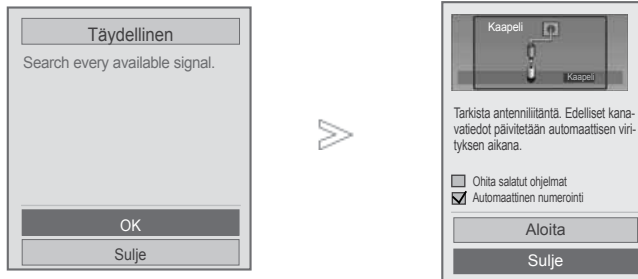 Täydellinen
Search every available signal.
OK
Sulje
Kaapeli
Kaapeli
Tarkista antenniliitäntä. Edelliset kana-
vatiedot päivitetään automaattisen viri-
tyksen aikana.
Ohita salatut ohjelmat
Automaattinen numerointi
Aloita
Sulje